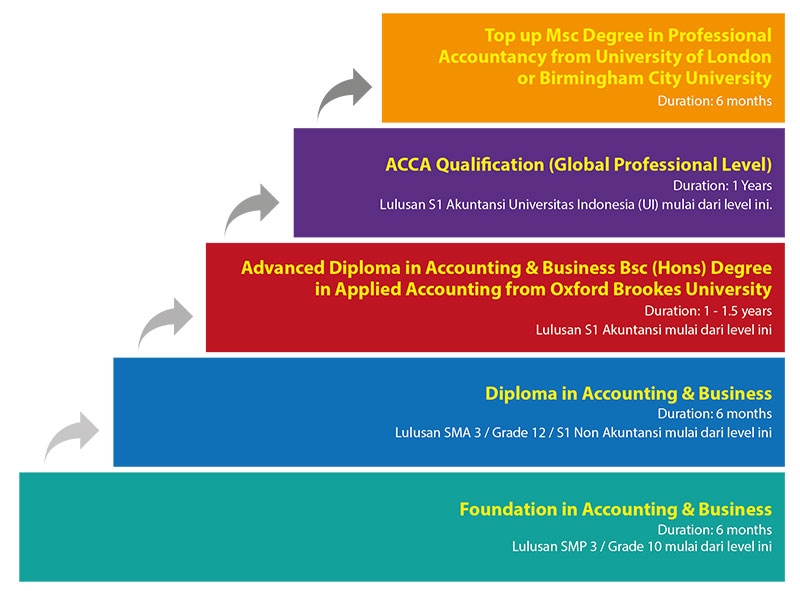 Top up Msc Degree in Professional
Accountancy from University of London
or Birmingham City University
Duration: 6 months
ACCA Qualification (Global Professional Level)
Duration: 1 Years
Lulusan S1 Akuntansi Universitas Indonesia (UI) mulai dari level ini.
Advanced Diploma in Accounting & Business Bsc (Hons) Degree
in Applied Accounting from Oxford Brookes University
Duration: 1 - 1.5 years
Lulusan S1 Akuntansi mulai dari level ini
Diploma in Accounting & Business
Duration: 6 months
Lulusan SMA 3 / Grade 12 / S1 Non Akuntansi mulai dari level ini
Foundation in Accounting & Business
Duration: 6 months
Lulusan SMP 3 / Grade 10 mulai dari level ini